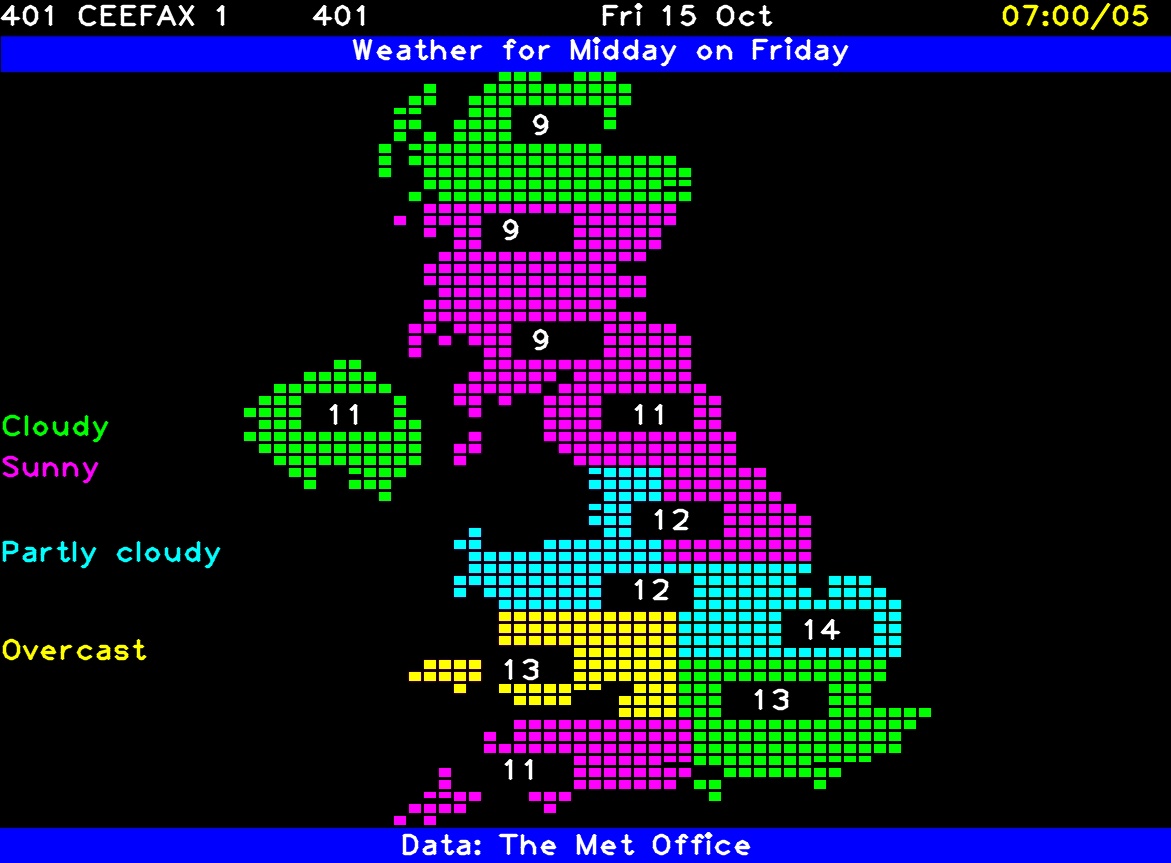 401 CEEFAX 1 401 Fri 15 Oct 07:00/05
Weather for Midday on Friday
9
9
9
11 11
Cloudy
Sunny
12
Partly cloudy
12
14
Overcast
13
13
11
Data: The Met Office